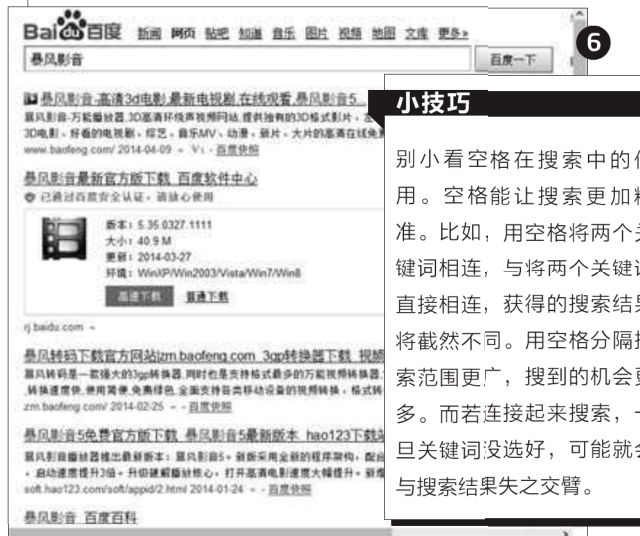 Bai du 百度 新闻 网页 贴吧 知道 音乐 图片 视频 地图 文库 更多»
暴风影音
百度一下
6
暴风影音-高清3d电影,最新电视剧,在线观看,暴风影音5...
暴风影音-万能播放器,3D高清环绕声视频网站,提供独有的3D格式影片、
3D电影、好看的电视剧、综艺、音乐MV、动漫、新片、大片的高清在线免
www.baofeng.com/ 2014-04-09 - V1 - 百度快照
暴风影音最新官方版下载_百度软件中心
已通过百度安全认证,请放心使用
版本：5.35.0327.1111
大小：40.9 M
更新：2014-03-27
环境：WinXP/Win2003/Vista/Win7/Win8
高速下载 普通下载
rj.baidu.com
暴风转码下载官方网站|zm.baofeng.com_3gp转换器下载_视频
暴风转码是一款强大的3gp转换器,同时也是支持格式最多的万能视频转换器.
,转换速度快,使用简便,免费绿色,全面支持各类移动设备的视频转换、格式转
zm.baofeng.com/ 2014-02-25 - 百度快照
暴风影音5免费官方版下载_暴风影音5最新版本_hao123下载
暴风影音播放器推出最新版本：暴风影音5+ 新版采用全新的程序架构、配合
、启动速度提升3倍+ 升级破解播放核心、打开高清电影速度大幅提升+
soft.hao123.com/soft/appid/2.html 2014-01-24 - 百度快照
暴风影音_百度百科
小技巧
别小看空格在搜索中的
用。空格能让搜索更加
准。比如，用空格将两个
键词相连，与将两个关键
直接相连，获得的搜索结
将截然不同。用空格分隔
索范围更广，搜到的机会
多。而若连接起来搜索，
旦关键词没选好，可能就
与搜索结果失之交臂。